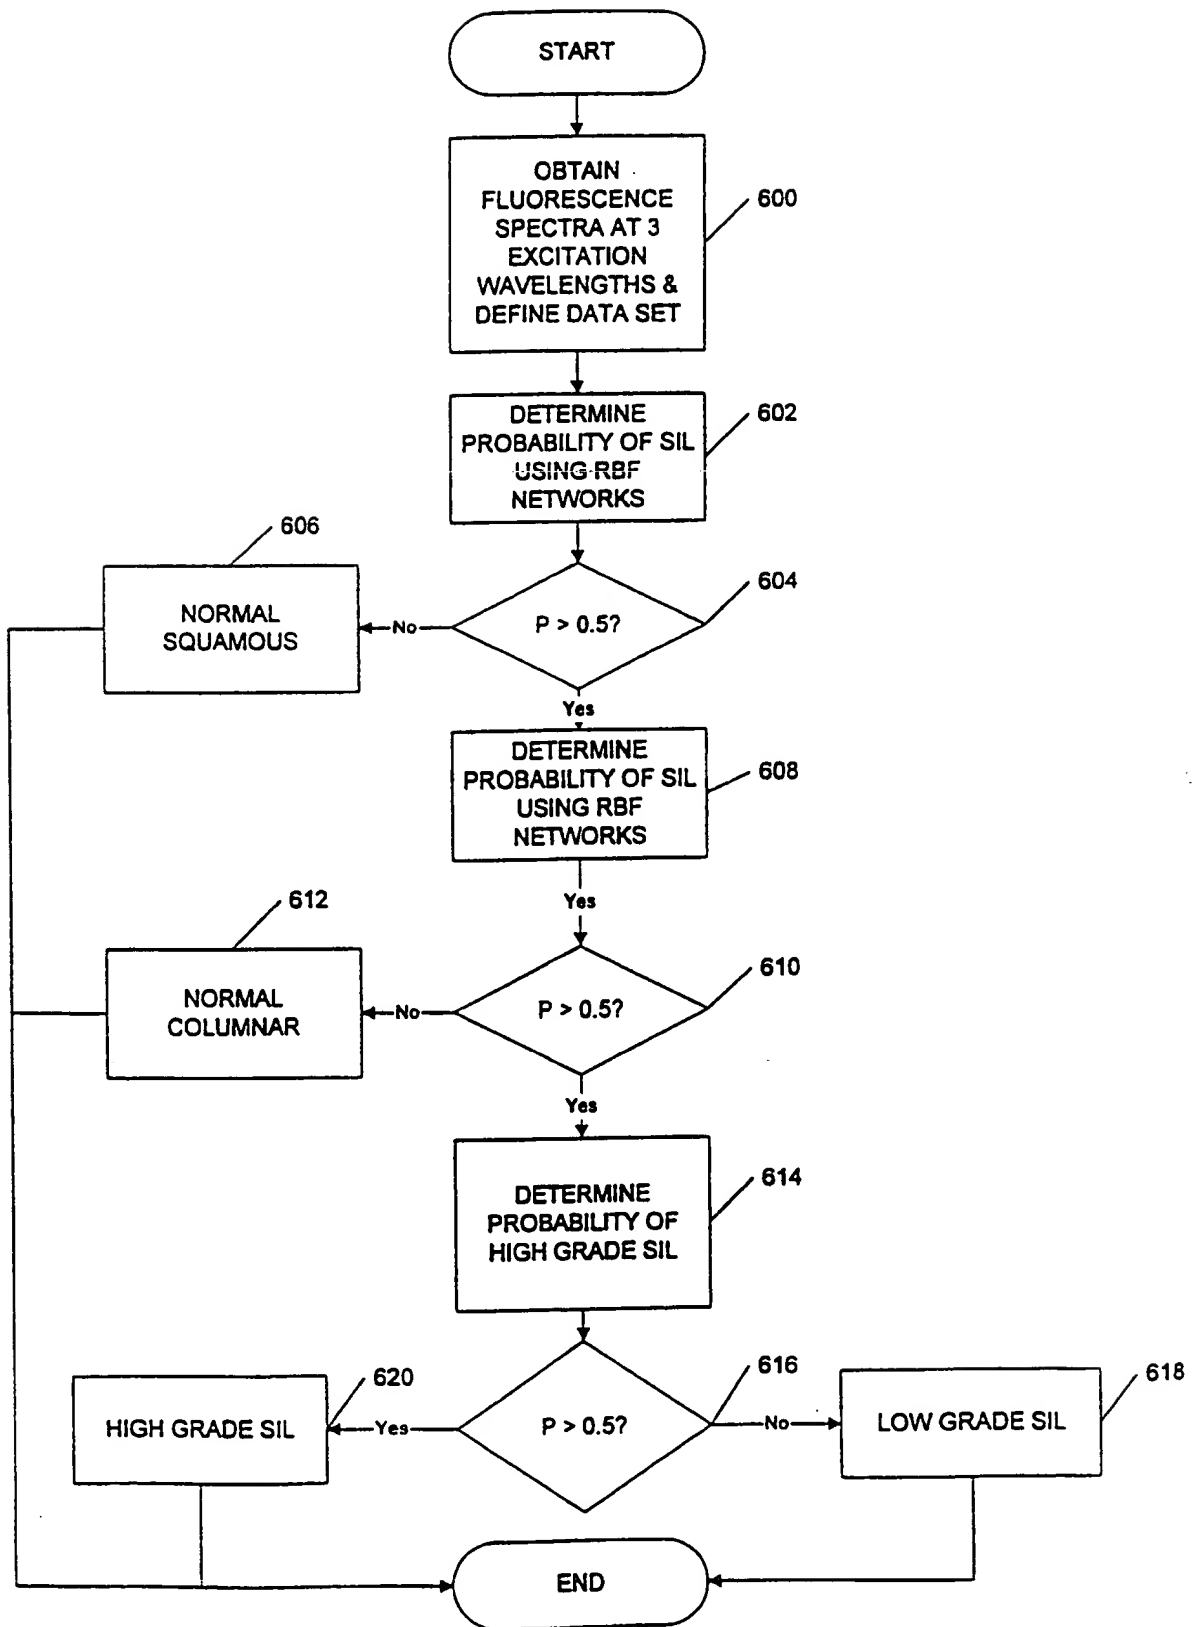 START
OBTAIN
FLUORESCENCE
SPECTRA AT 3
EXCITATION
WAVELENGTHS &
DEFINE DATA SET
600
DETERMINE
PROBABILITY OF SIL
USING RBF
NETWORKS
602
606
NORMAL
SQUAMOUS
No
P > 0.5?
604
Yes
DETERMINE
PROBABILITY OF SIL
USING RBF
NETWORKS
608
Yes
612
NORMAL
COLUMNAR
No
P > 0.5?
610
Yes
DETERMINE
PROBABILITY OF
HIGH GRADE SIL
614
620
HIGH GRADE SIL
Yes
P > 0.5?
616
No
LOW GRADE SIL
618
END